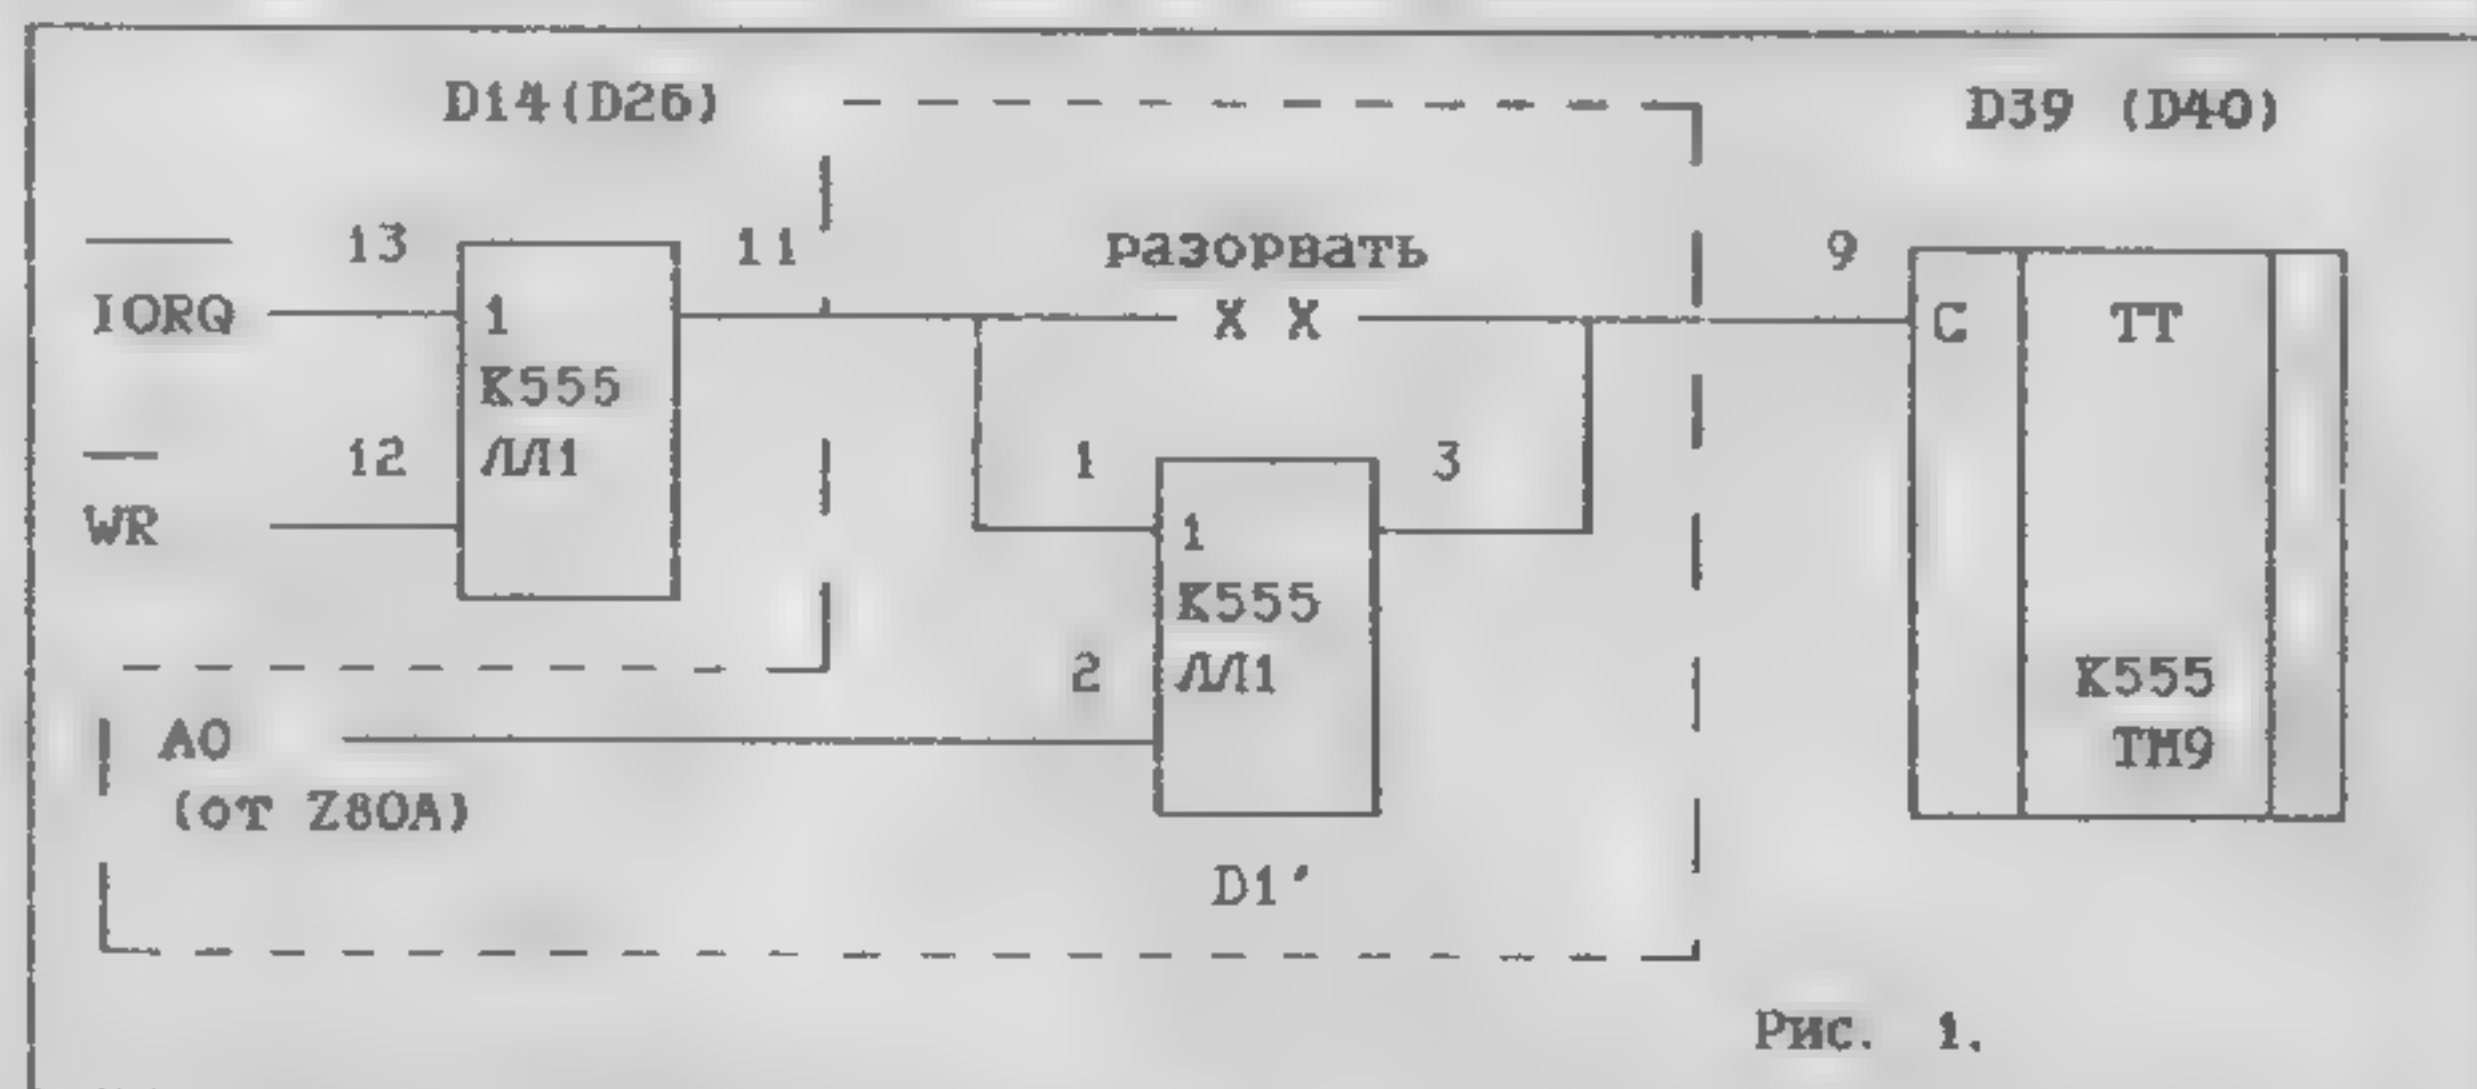 D14(D26)
D39 (D40)
13
11
разорвать
9
IORQ
1
X X
C
TT
K555
12
ЛЛ1
1
3
WR
1
K555
2
ЛЛ1
K555
TM9
A0
(от Z80A)
D1'
Рис. 1.